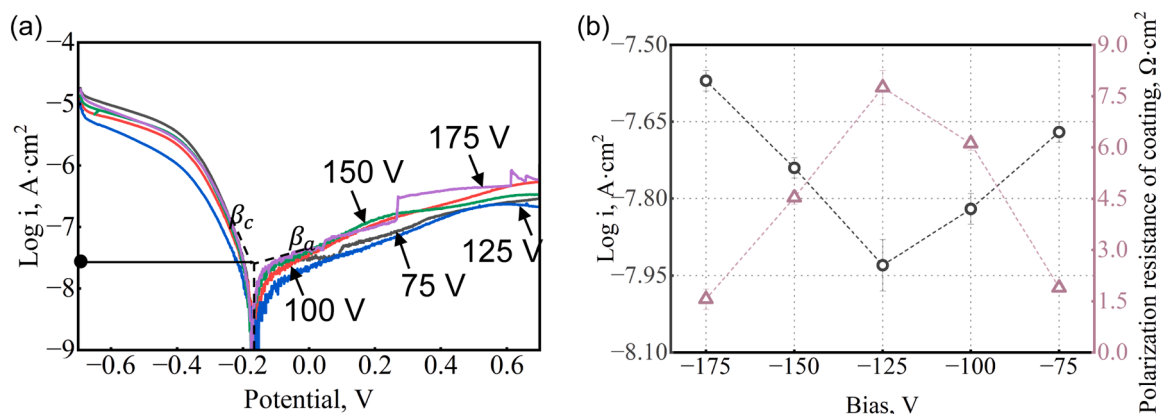 (a)
Log i, A·cm²
−4
−5
−6
−7
−8
−9
175 V
150 V
βc
βa
125 V
75 V
100 V
−0.6 −0.4 −0.2 0.0 0.2 0.4 0.6
Potential, V
(b)
Log i, A·cm²
−7.50
−7.65
−7.80
−7.95
−8.10
9.0
7.5
6.0
4.5
3.0
1.5
0.0
Polarization resistance of coating, Ω·cm²
−175 −150 −125 −100 −75
Bias, V